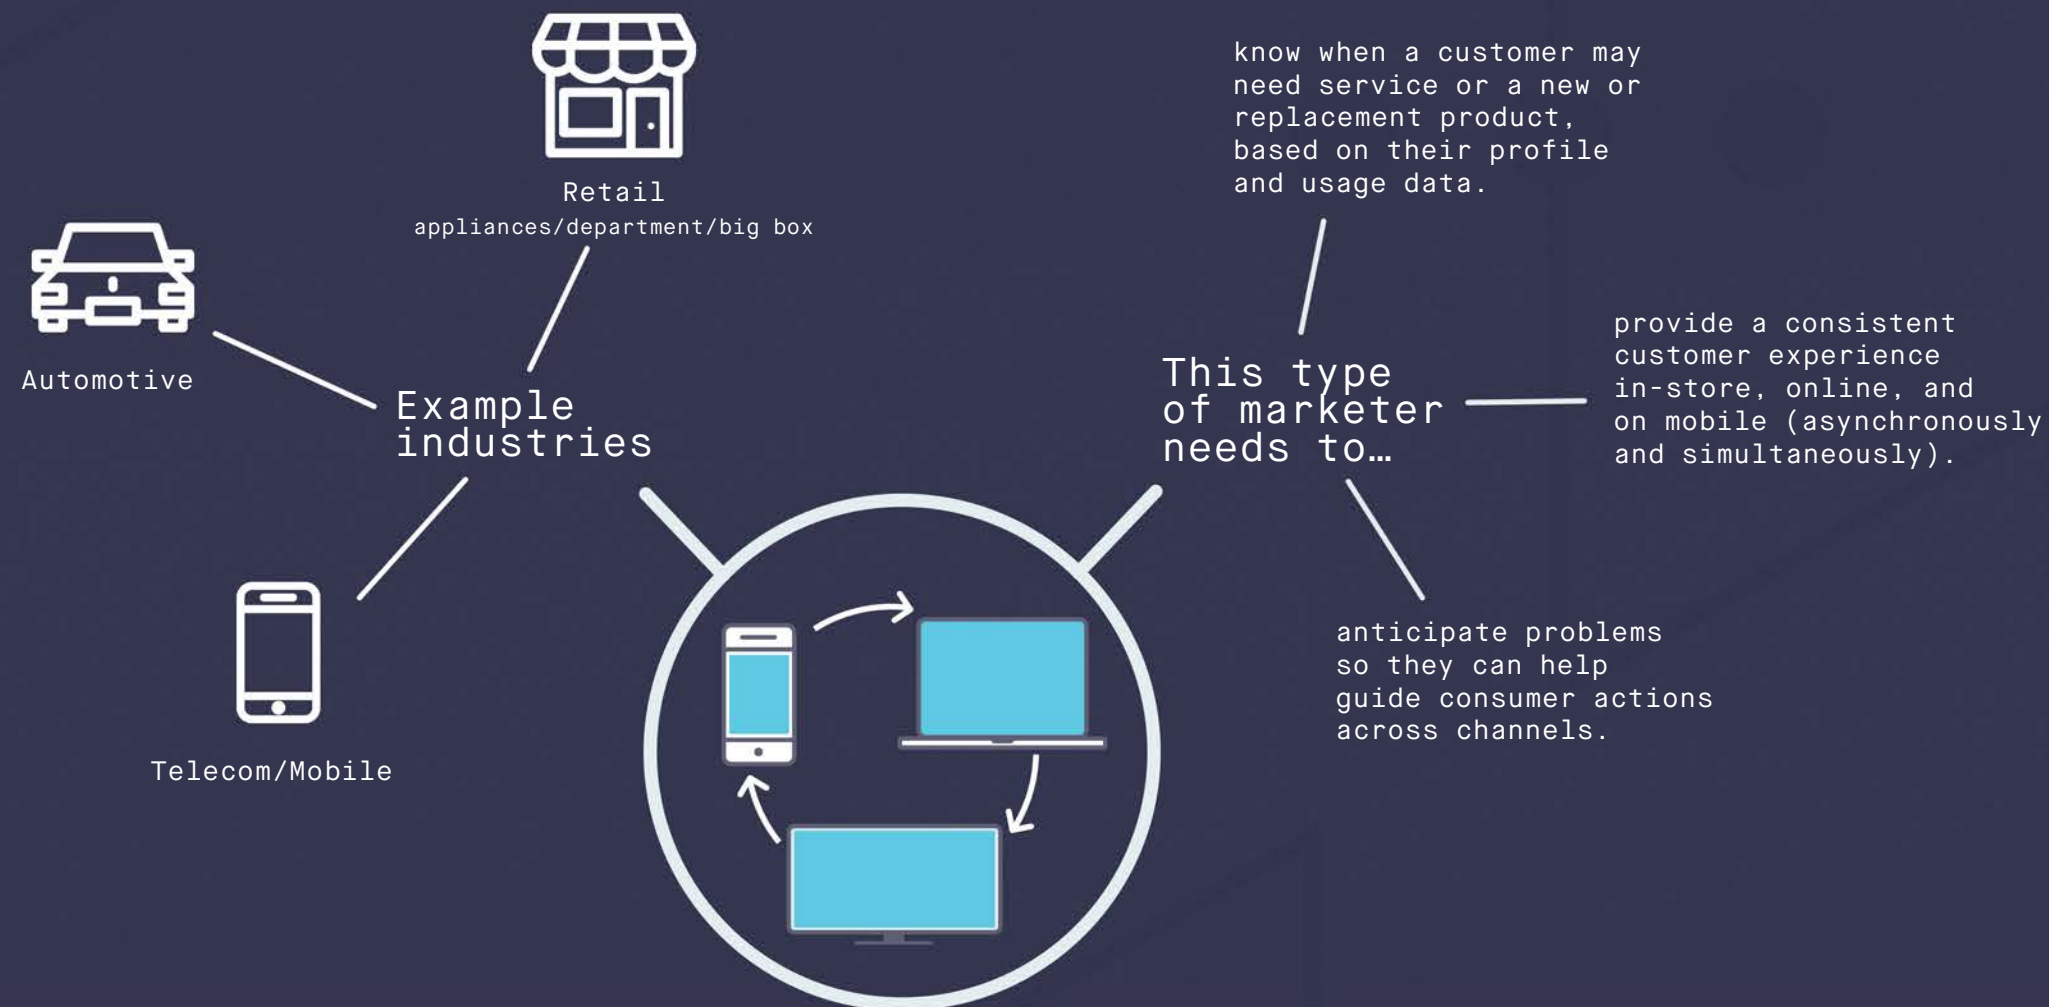 Retail
appliances/department/big box
Automotive
Example
industries
Telecom/Mobile
know when a customer may
need service or a new or
replacement product,
based on their profile
and usage data.
This type
of marketer
needs to…
provide a consistent
customer experience
in-store, online, and
on mobile (asynchronously
and simultaneously).
anticipate problems
so they can help
guide consumer actions
across channels.